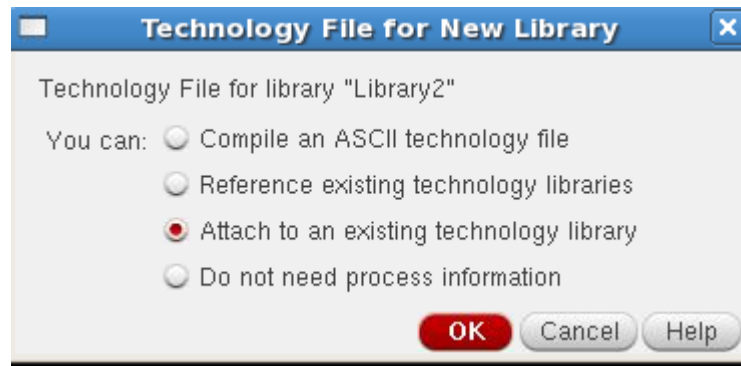 Technology File for New Library
Technology File for library "Library2"
You can: Compile an ASCII technology file
Reference existing technology libraries
Attach to an existing technology library
Do not need process information
OK Cancel Help